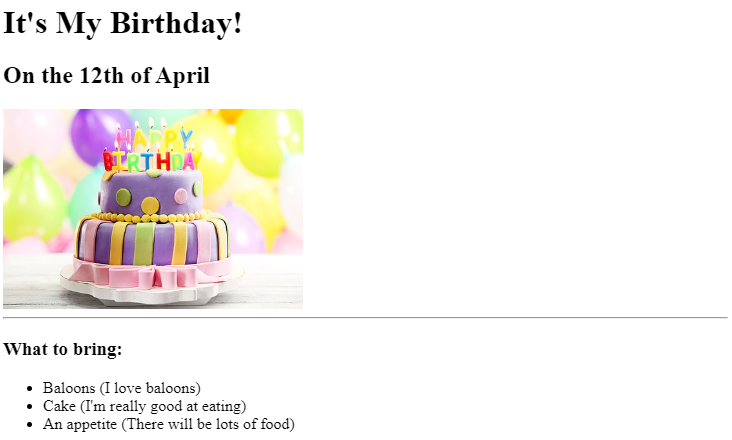 It's My Birthday!
On the 12th of April
HAPPY
BIRTHDAY
What to bring:
Baloons (I love baloons)
Cake (I'm really good at eating)
An appetite (There will be lots of food)